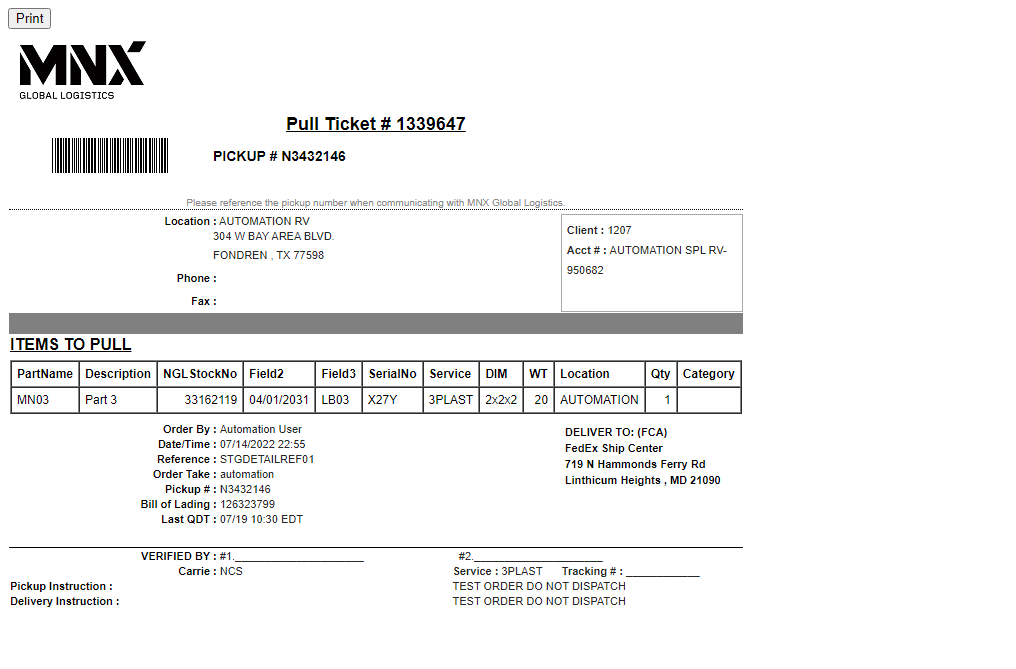 Print
MNX
GLOBAL LOGISTICS
Pull Ticket # 1339647
PICKUP # N3432146
Please reference the pickup number when communicating with MNX Global Logistics.
Location : AUTOMATION RV
304 W BAY AREA BLVD.
FONDREN , TX 77598
Phone :
Fax :
Client : 1207
Acct # : AUTOMATION SPL RV-
950682
ITEMS TO PULL
PartName Description NGLStockNo Field2 Field3 SerialNo Service DIM WT Location Qty Category
MN03 Part 3 33162119 04/01/2031 LB03 X27Y 3PLAST 2x2x2 20 AUTOMATION 1
Order By : Automation User
Date/Time : 07/14/2022 22:55
Reference : STGDETAILREF01
Order Take : automation
Pickup # : N3432146
Bill of Lading : 126323799
Last QDT : 07/19 10:30 EDT
DELIVER TO: (FCA)
FedEx Ship Center
719 N Hammonds Ferry Rd
Linthicum Heights , MD 21090
VERIFIED BY : #1._____________________ #2._____________________
Carrie : NCS Service : 3PLAST Tracking # : ____________
Pickup Instruction : TEST ORDER DO NOT DISPATCH
Delivery Instruction : TEST ORDER DO NOT DISPATCH